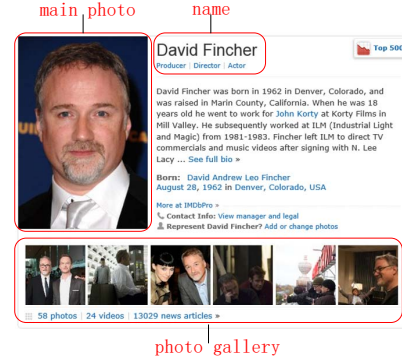 main photo
name
David Fincher
Top 500
Producer | Director | Actor
David Fincher was born in 1962 in Denver, Colorado, and
was raised in Marin County, California. When he was 18
years old he went to work for John Korty at Korty Films in
Mill Valley. He subsequently worked at ILM (Industrial Light
and Magic) from 1981-1983. Fincher left ILM to direct TV
commercials and music videos after signing with N. Lee
Lacy ... See full bio »
Born: David Andrew Leo Fincher
August 28, 1962 in Denver, Colorado, USA
More at IMDbPro »
Contact Info: View manager and legal
Represent David Fincher? Add or change photos
58 photos | 24 videos | 13029 news articles »
photo gallery